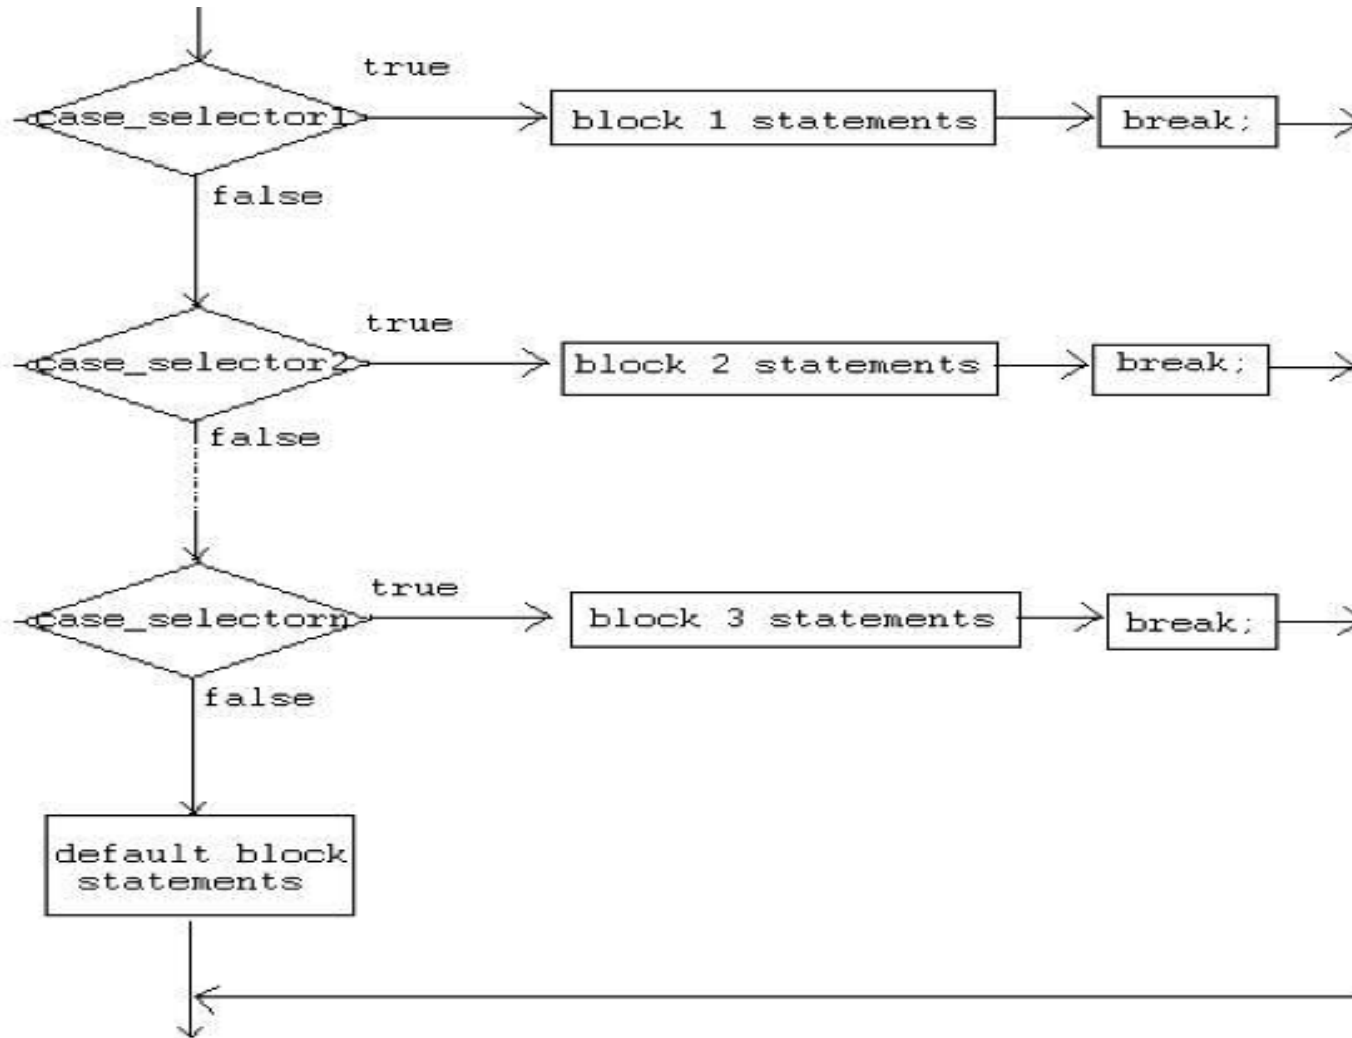 true
case_selector1
block 1 statements
break;
false
true
case_selector2
block 2 statements
break;
false
true
case_selectorn
block 3 statements
break;
false
default block
statements